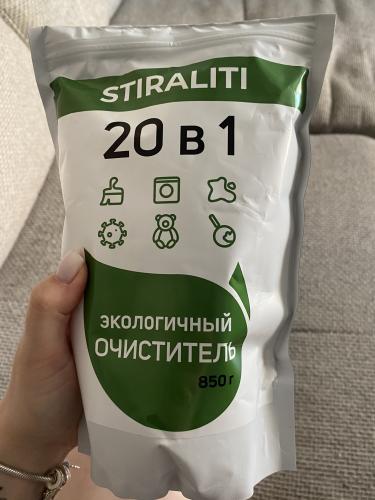 STIRALITI
20 в 1
экологичный
ОЧИСТИТЕЛЬ
850 г